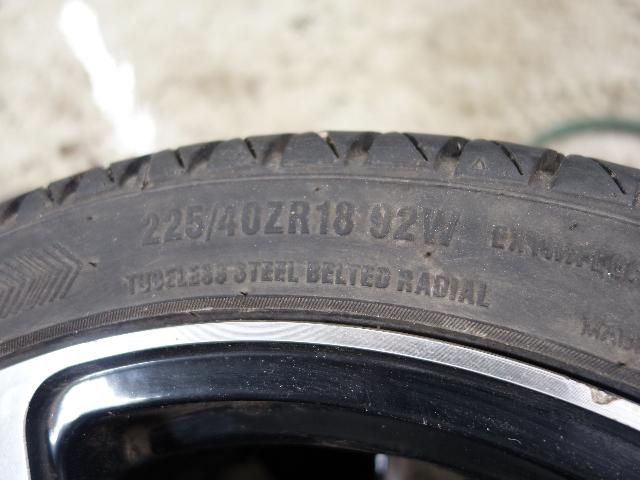 225/40ZR18 92W
TUBELESS STEEL BELTED RADIAL